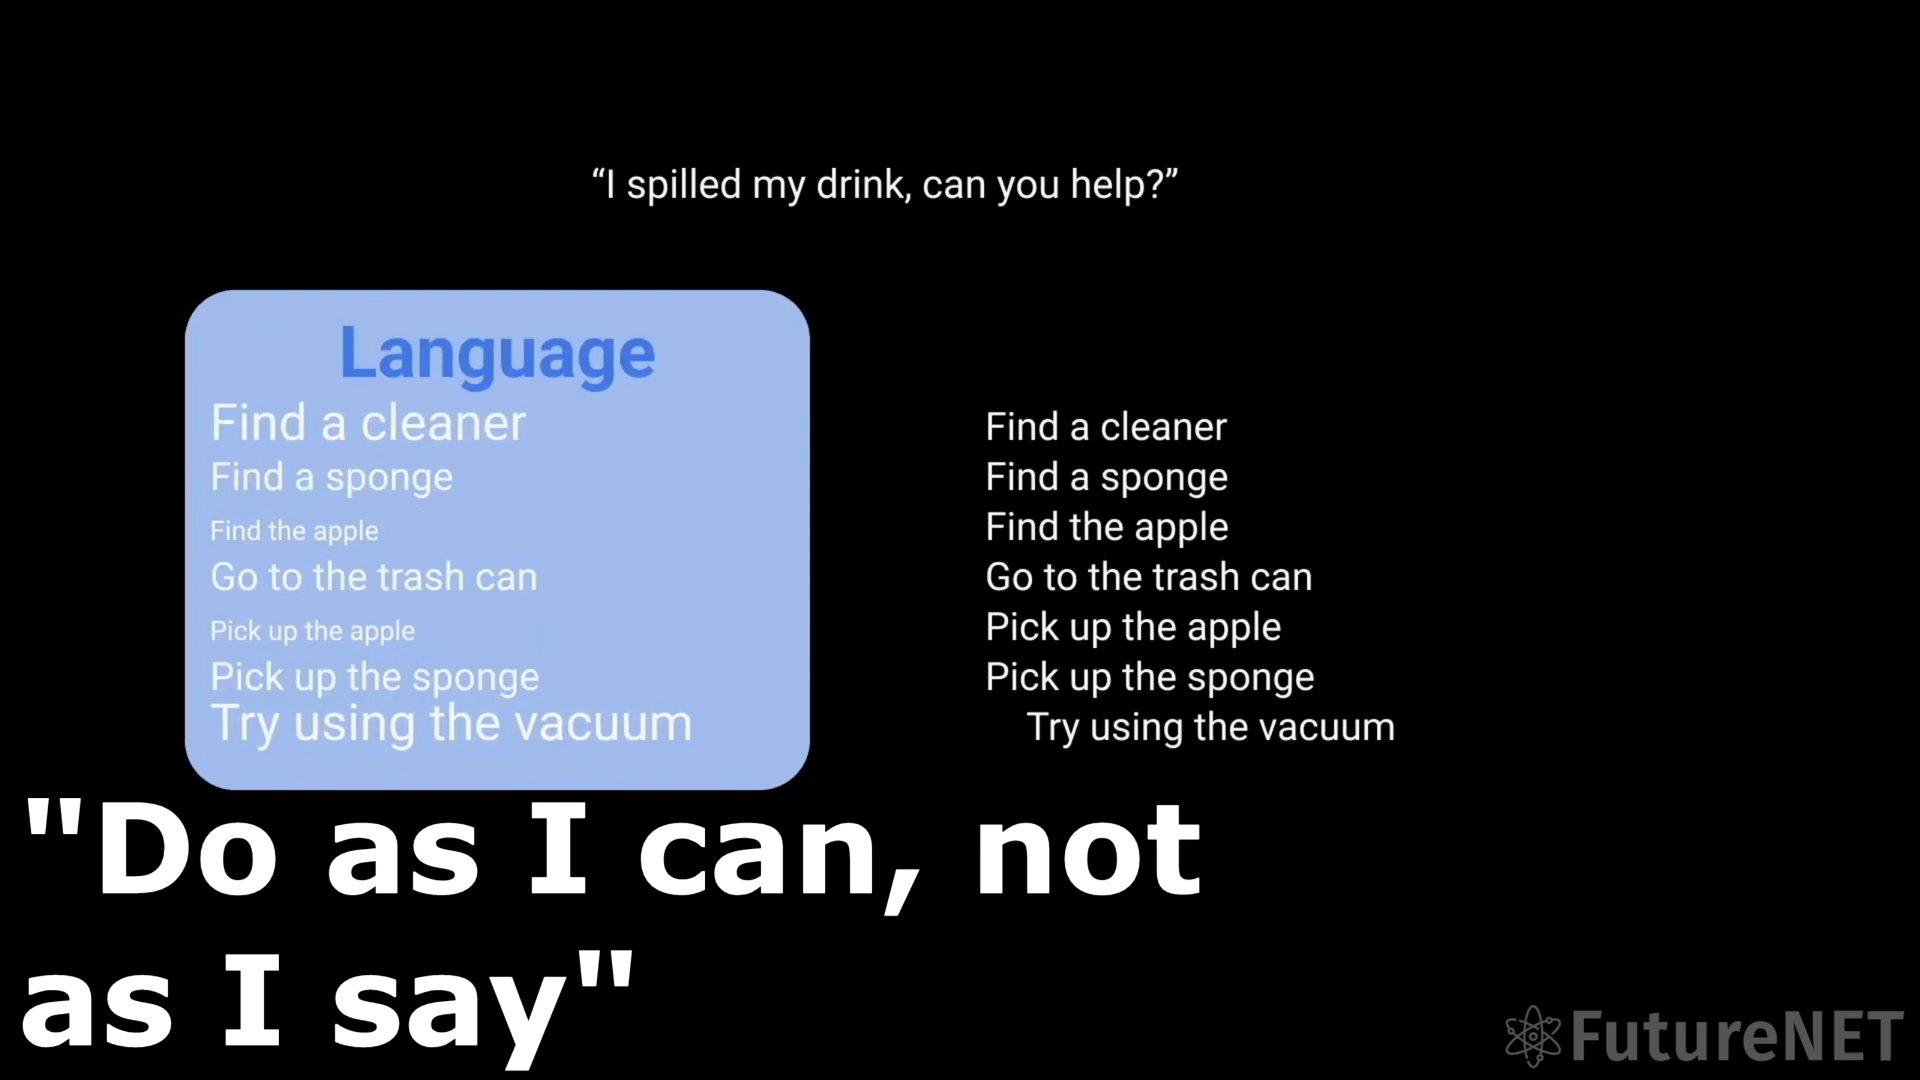 “I spilled my drink, can you help?”
Language
Find a cleaner
Find a sponge
Find the apple
Go to the trash can
Pick up the apple
Pick up the sponge
Try using the vacuum
Find a cleaner
Find a sponge
Find the apple
Go to the trash can
Pick up the apple
Pick up the sponge
Try using the vacuum
"Do as I can, not
as I say"
FutureNET